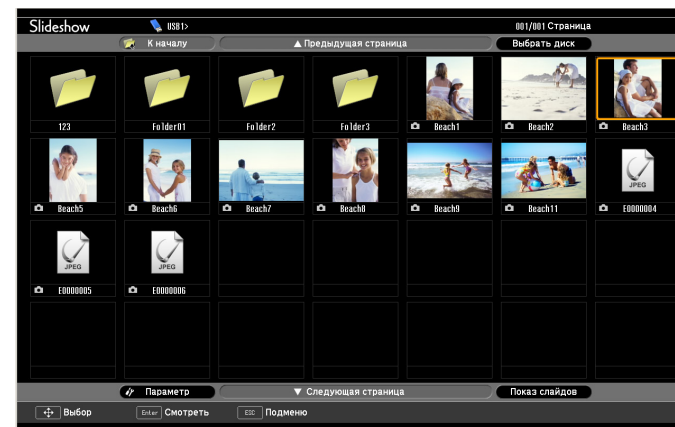 Slideshow USB1> 001/001 Страница
К началу ▲ Предыдущая страница Выбрать диск
123 Folder01 Folder2 Folder3 Beach1 Beach2 Beach3
JPEG
Beach5 Beach6 Beach7 Beach8 Beach9 Beach11 E0000004
JPEG JPEG
E0000005 E0000006
Параметр ▼ Следующая страница Показ слайдов
Выбор Enter Смотреть ESC Подменю